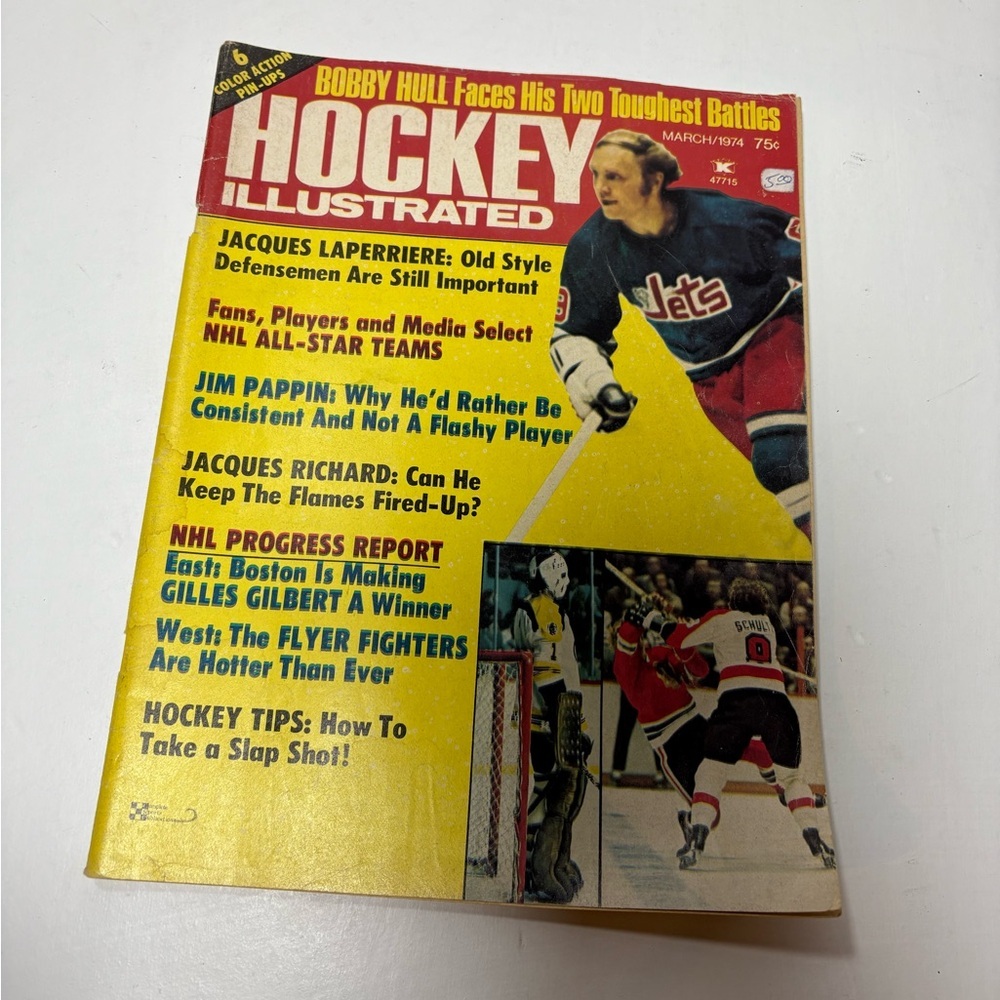 6
COLOR ACTION
PIN-UPS
BOBBY HULL Faces His Two Toughest Battles
HOCKEY
ILLUSTRATED
MARCH/1974 75¢
K
47715
5.00
Jets
9
JACQUES LAPERRIERE: Old Style
Defensemen Are Still Important
Fans, Players and Media Select
NHL ALL-STAR TEAMS
JIM PAPPIN: Why He'd Rather Be
Consistent And Not A Flashy Player
JACQUES RICHARD: Can He
Keep The Flames Fired-Up?
NHL PROGRESS REPORT
East: Boston Is Making
GILLES GILBERT A Winner
West: The FLYER FIGHTERS
Are Hotter Than Ever
HOCKEY TIPS: How To
Take a Slap Shot!
1
SCHULT
8